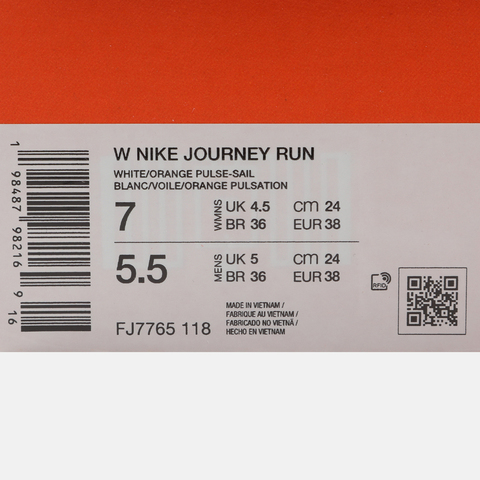 W NIKE JOURNEY RUN
WHITE/ORANGE PULSE-SAIL
BLANC/VOILE/ORANGE PULSATION
7 WMNS UK 4.5 cm 24
BR 36 EUR 38
5.5 MENS UK 5 cm 24
BR 36 EUR 38
FJ7765 118
MADE IN VIETNAM /
FABRIQUE AU VIETNAM /
FABRICADO NO VIETNÃ /
HECHO EN VIETNAM
RFID
1 98487 98216 9 16